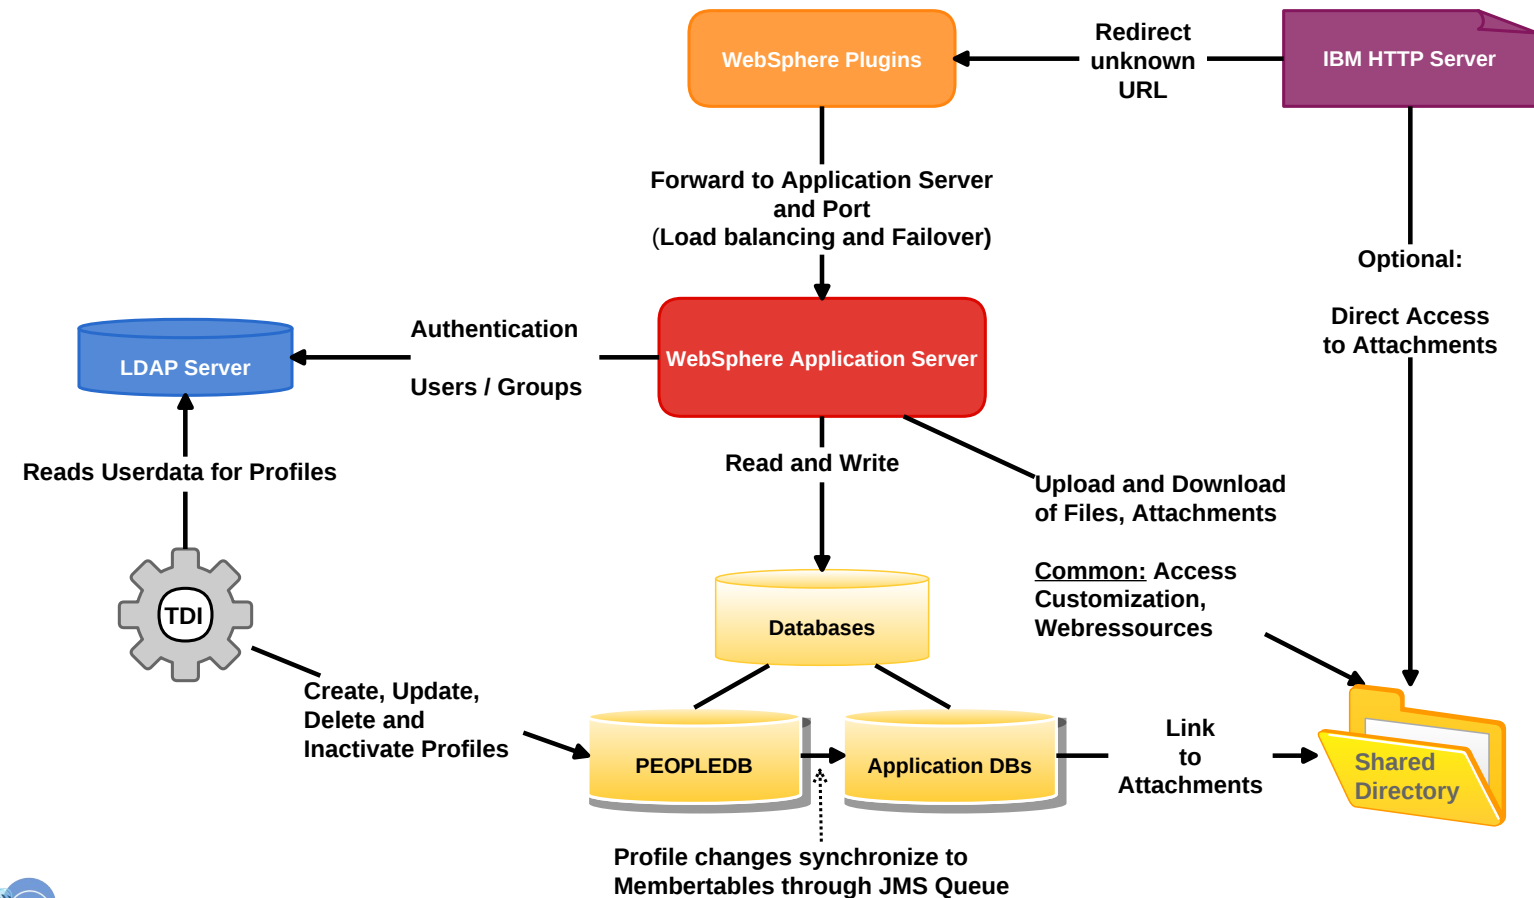 WebSphere Plugins
Redirect
unknown
URL
IBM HTTP Server
Forward to Application Server
and Port
(Load balancing and Failover)
Optional:
Direct Access
to Attachments
LDAP Server
Authentication
Users / Groups
WebSphere Application Server
Reads Userdata for Profiles
Read and Write
Upload and Download
of Files, Attachments
Common: Access
Customization,
Webressources
TDI
Databases
Create, Update,
Delete and
Inactivate Profiles
PEOPLEDB
Application DBs
Link
to
Attachments
Shared
Directory
Profile changes synchronize to
Membertables through JMS Queue